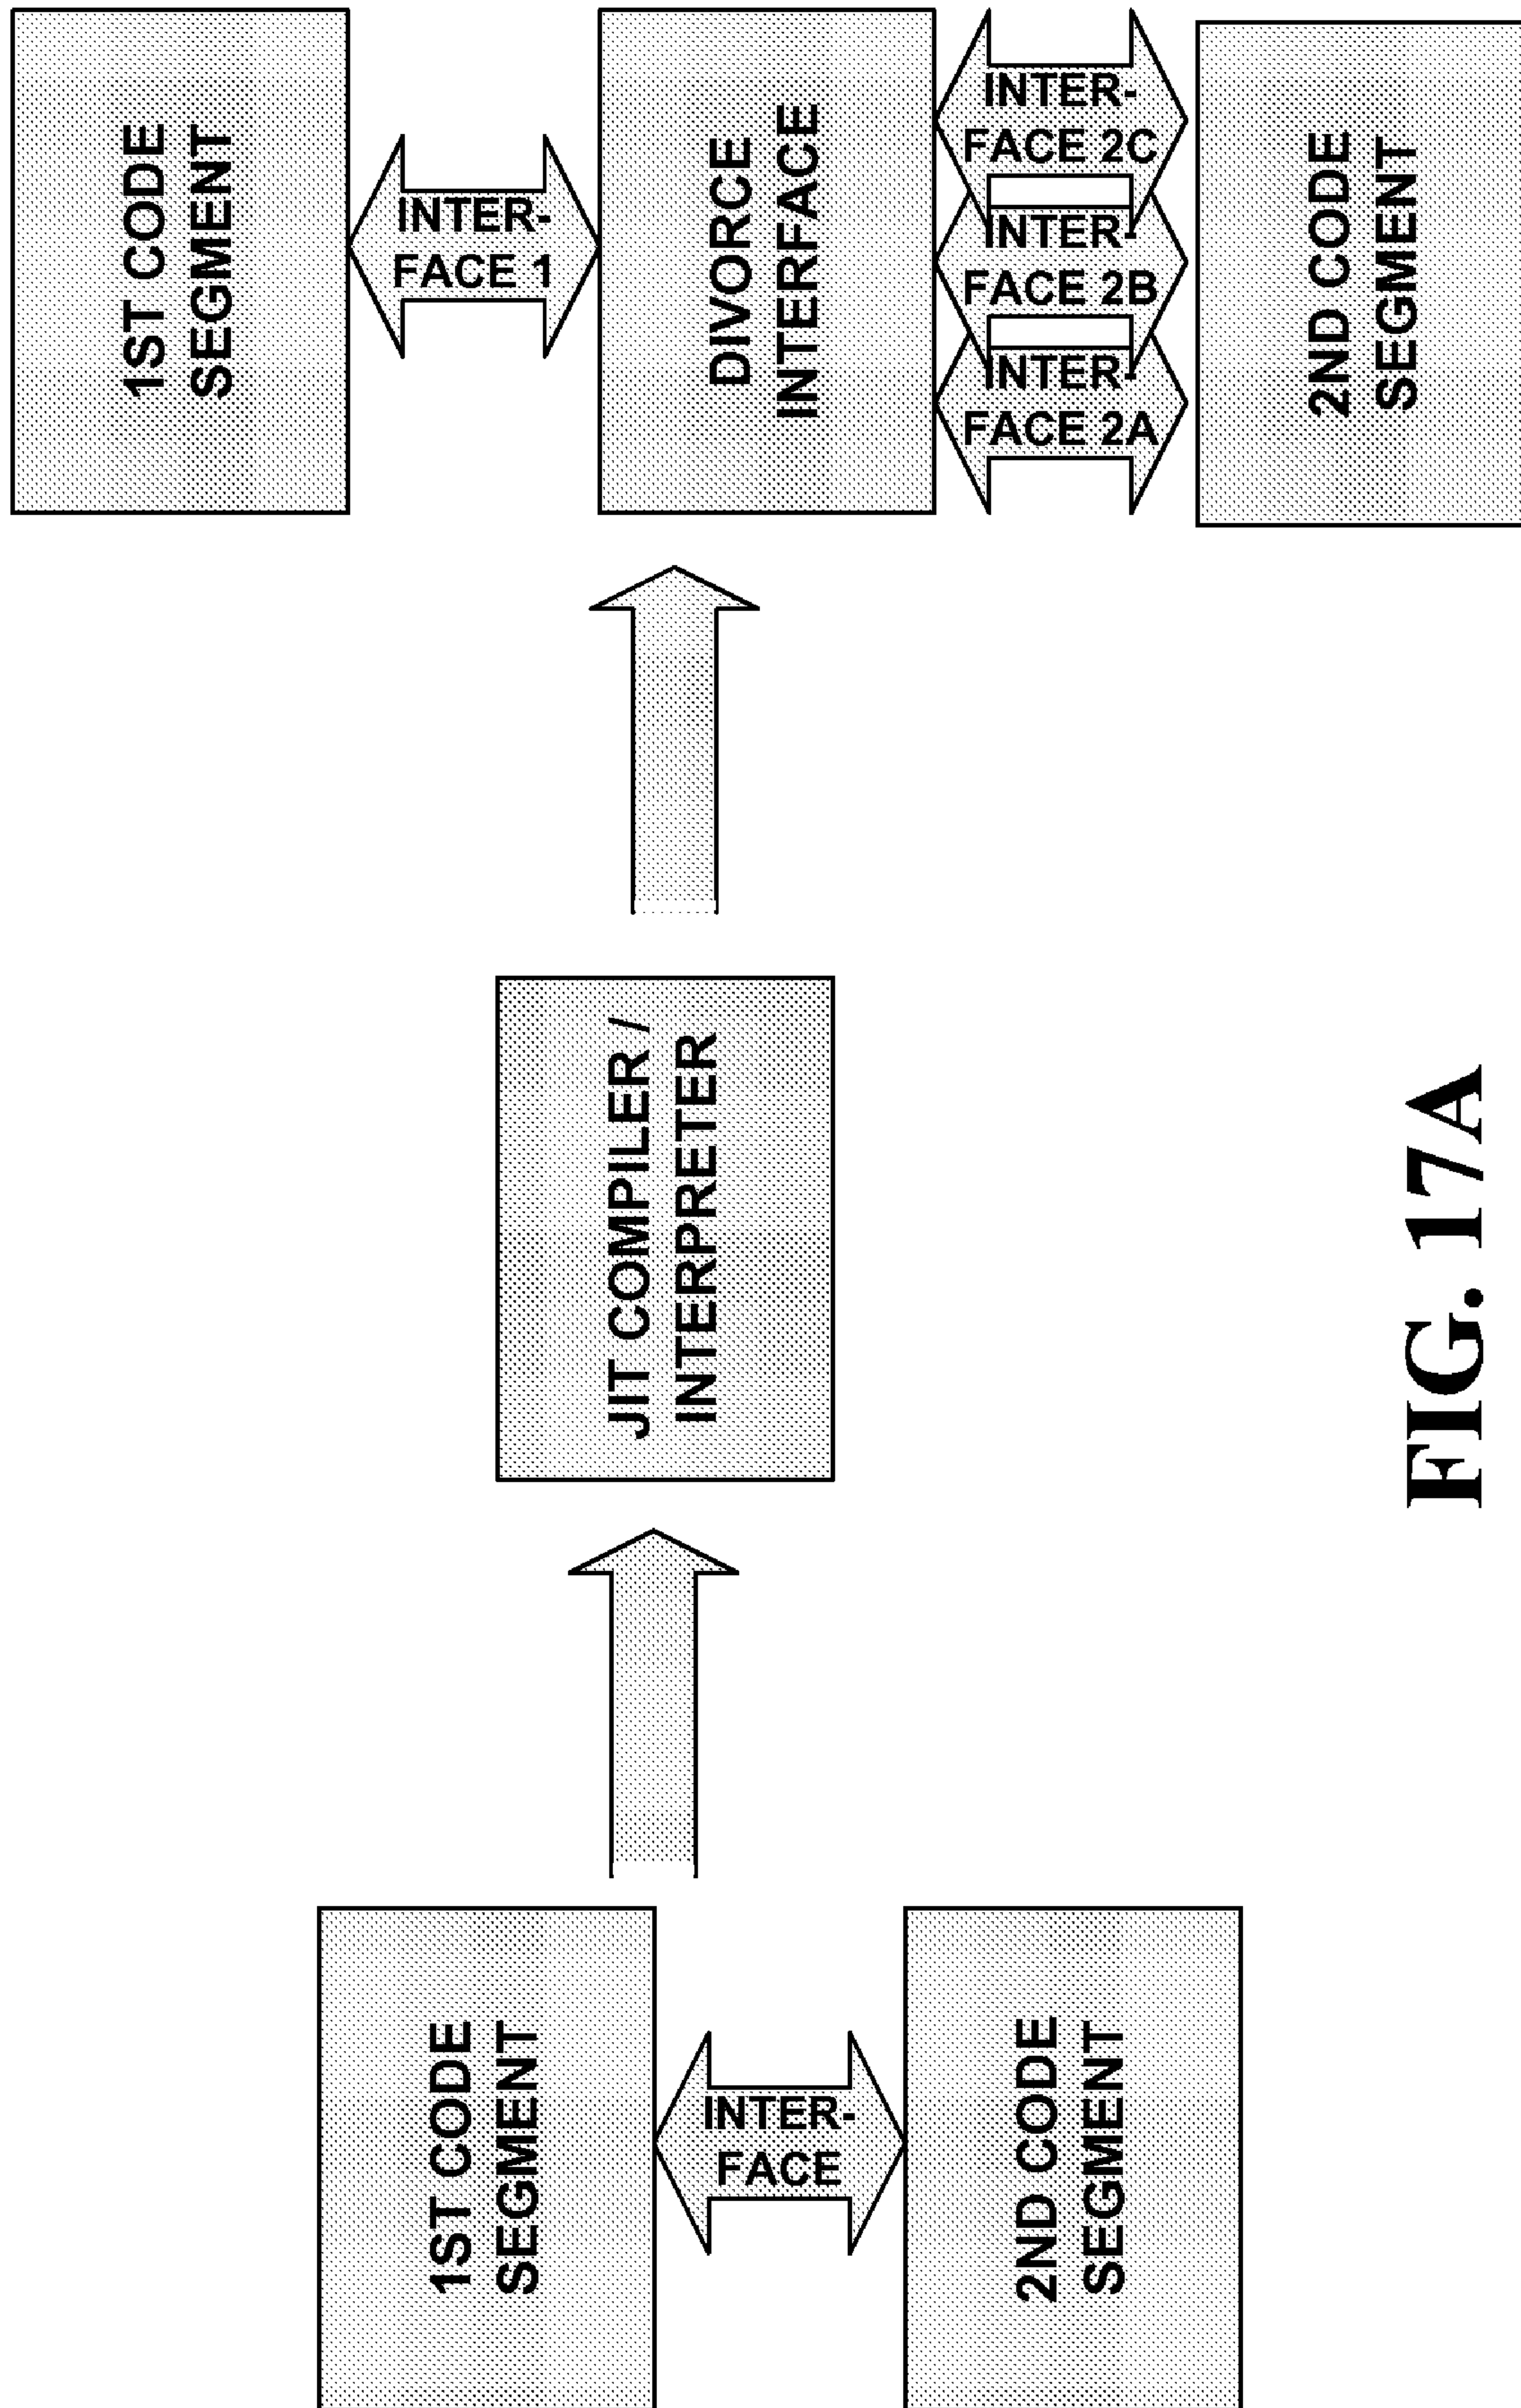 1ST CODE
SEGMENT
INTER-
FACE
2ND CODE
SEGMENT
JIT COMPILER /
INTERPRETER
1ST CODE
SEGMENT
INTER-
FACE 1
DIVORCE
INTERFACE
INTER-
FACE 2A
INTER-
FACE 2B
INTER-
FACE 2C
2ND CODE
SEGMENT
FIG. 17A